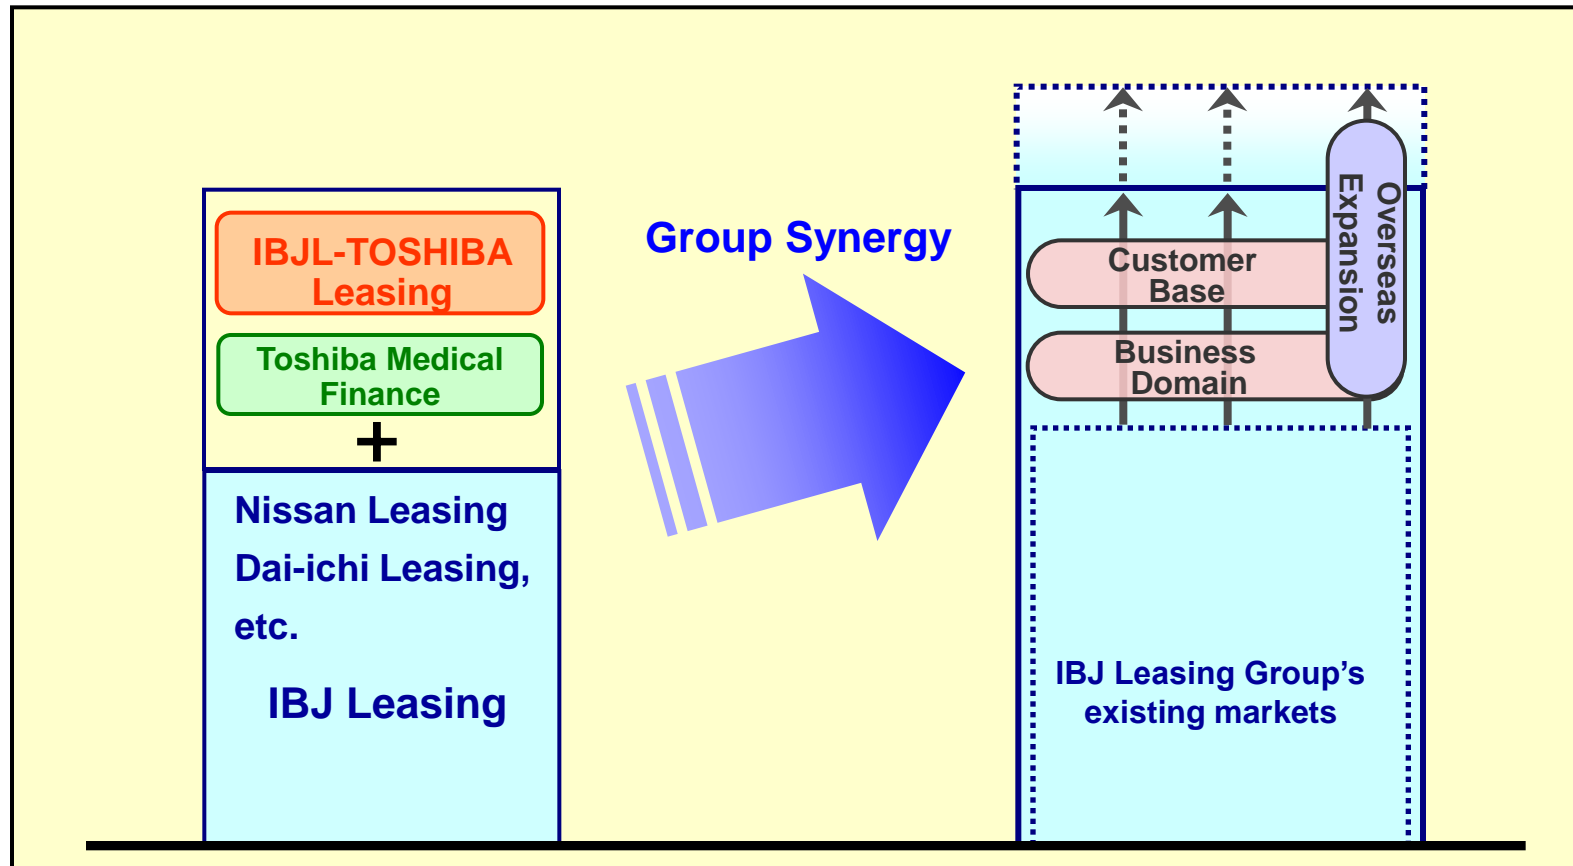 IBJL-TOSHIBA
Leasing
Toshiba Medical
Finance
+
Nissan Leasing
Dai-ichi Leasing,
etc.
IBJ Leasing
Group Synergy
Overseas
Expansion
Customer
Base
Business
Domain
IBJ Leasing Group’s
existing markets